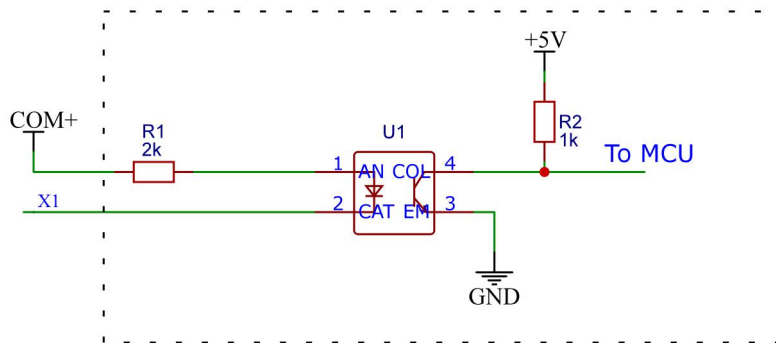 +5V
COM+
R1
2k
U1
R2
1k
To MCU
1
AN
COL
4
X1
2
CAT
EM
3
GND